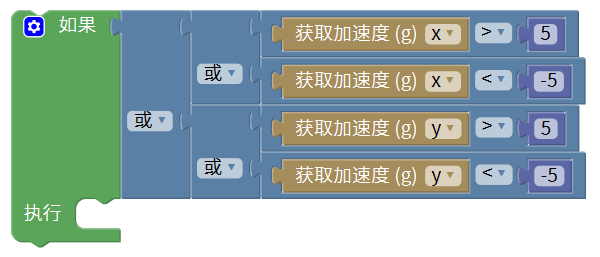 如果 获取加速度 (g) x > 5
或 获取加速度 (g) x < -5
或
获取加速度 (g) y > 5
或 获取加速度 (g) y < -5
执行